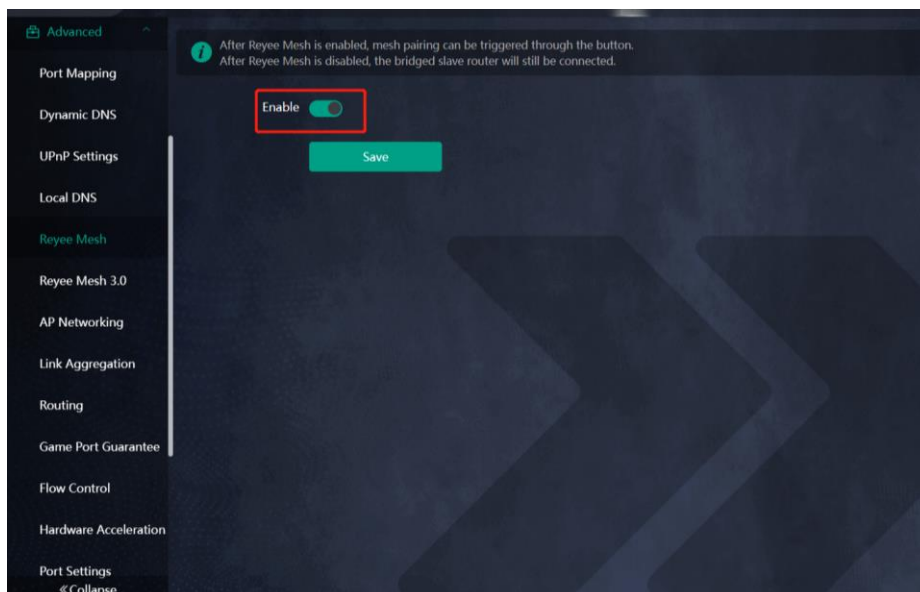 Advanced
Port Mapping
Dynamic DNS
UPnP Settings
Local DNS
Reyee Mesh
Reyee Mesh 3.0
AP Networking
Link Aggregation
Routing
Game Port Guarantee
Flow Control
Hardware Acceleration
Port Settings
«Collapse
After Reyee Mesh is enabled, mesh pairing can be triggered through the button.
After Reyee Mesh is disabled, the bridged slave router will still be connected.
Enable
Save